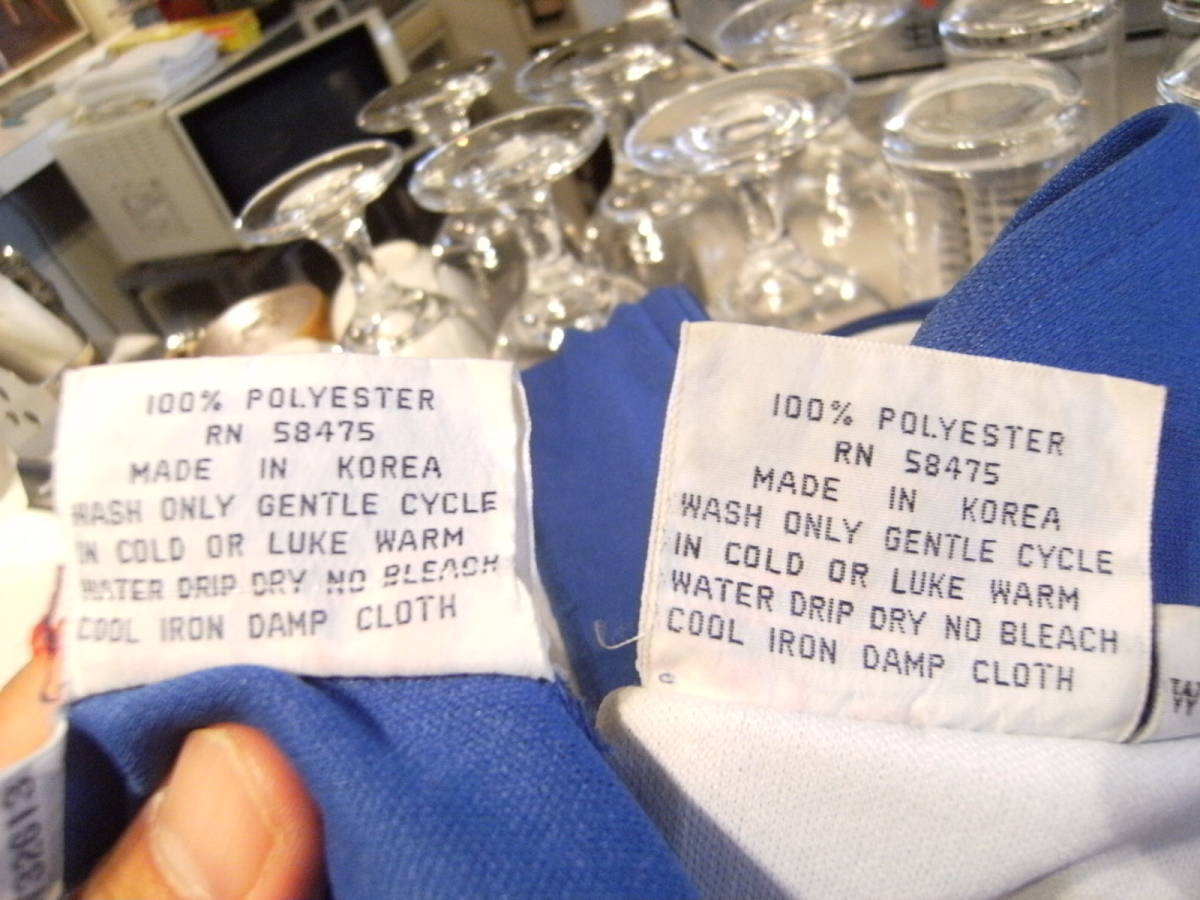 100% POLYESTER
RN 58475
MADE IN KOREA
WASH ONLY GENTLE CYCLE
IN COLD OR LUKE WARM
WATER DRIP DRY NO BLEACH
COOL IRON DAMP CLOTH
100% POLYESTER
RN 58475
MADE IN KOREA
WASH ONLY GENTLE CYCLE
IN COLD OR LUKE WARM
WATER DRIP DRY NO BLEACH
COOL IRON DAMP CLOTH